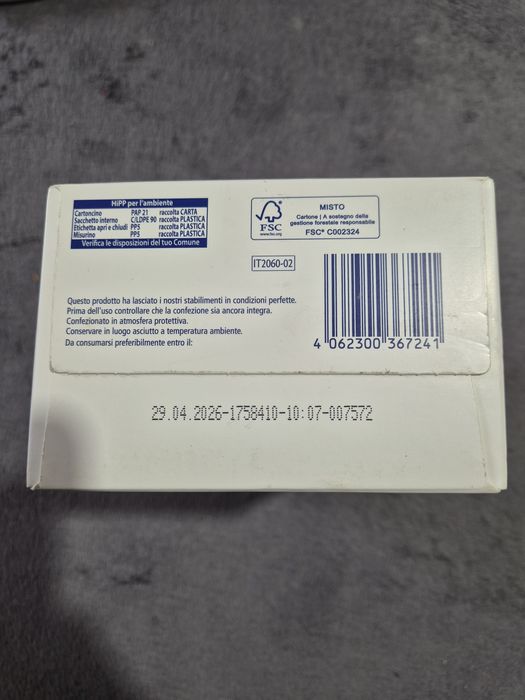 HiPP per l'ambiente
Cartoncino PAP 21 raccolta CARTA
Sacchetto interno C/LDPE 90 raccolta PLASTICA
Etichetta apri e chiudi PP5 raccolta PLASTICA
Misurino PP5 raccolta PLASTICA
Verifica le disposizioni del tuo Comune
FSC
www.fsc.org
MISTO
Cartone | A sostegno della
gestione forestale responsabile
FSC® C002324
IT2060-02
Questo prodotto ha lasciato i nostri stabilimenti in condizioni perfette.
Prima dell'uso controllare che la confezione sia ancora integra.
Confezionato in atmosfera protettiva.
Conservare in luogo asciutto a temperatura ambiente.
Da consumarsi preferibilmente entro il:
4 062300 367241
29.04.2026-1758410-10:07-007572